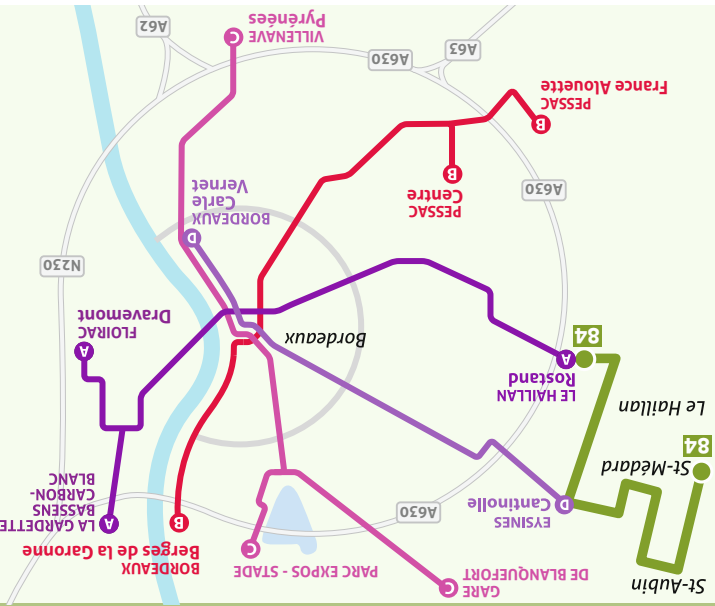 St-Aubin
GARE
DE BLANQUEFORT
C
PARC EXPOS - STADE
C
BORDEAUX
Berges de la Garonne
B
EYSINES
Cantinolle
D
A630
LA GARDETTE
BASSENS
CARBON-
BLANC
A
St-Médard
84
Le Haillan
LE HAILLAN
Rostand
A
84
Bordeaux
FLOIRAC
Dravemont
A
N230
BORDEAUX
Carle
Vernet
D
PESSAC
Centre
B
A630
PESSAC
France Alouette
B
A63
A630
VILLENAVE
Pyrénées
C
A62